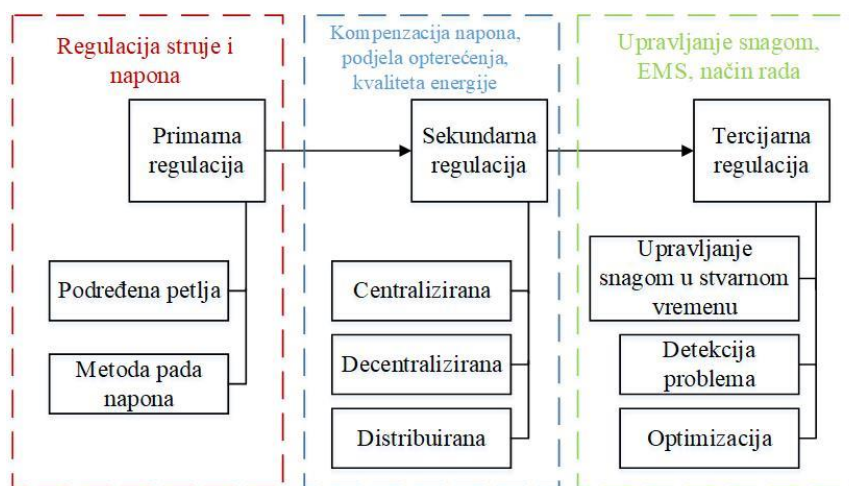 Regulacija struje i
napona
Primarna
regulacija
Podređena petlja
Metoda pada
napona
Kompenzacija napona,
podjela opterećenja,
kvaliteta energije
Sekundarna
regulacija
Centralizirana
Decentralizirana
Distribuirana
Upravljanje snagom,
EMS, način rada
Tercijarna
regulacija
Upravljanje
snagom u stvarnom
vremenu
Detekcija
problema
Optimizacija